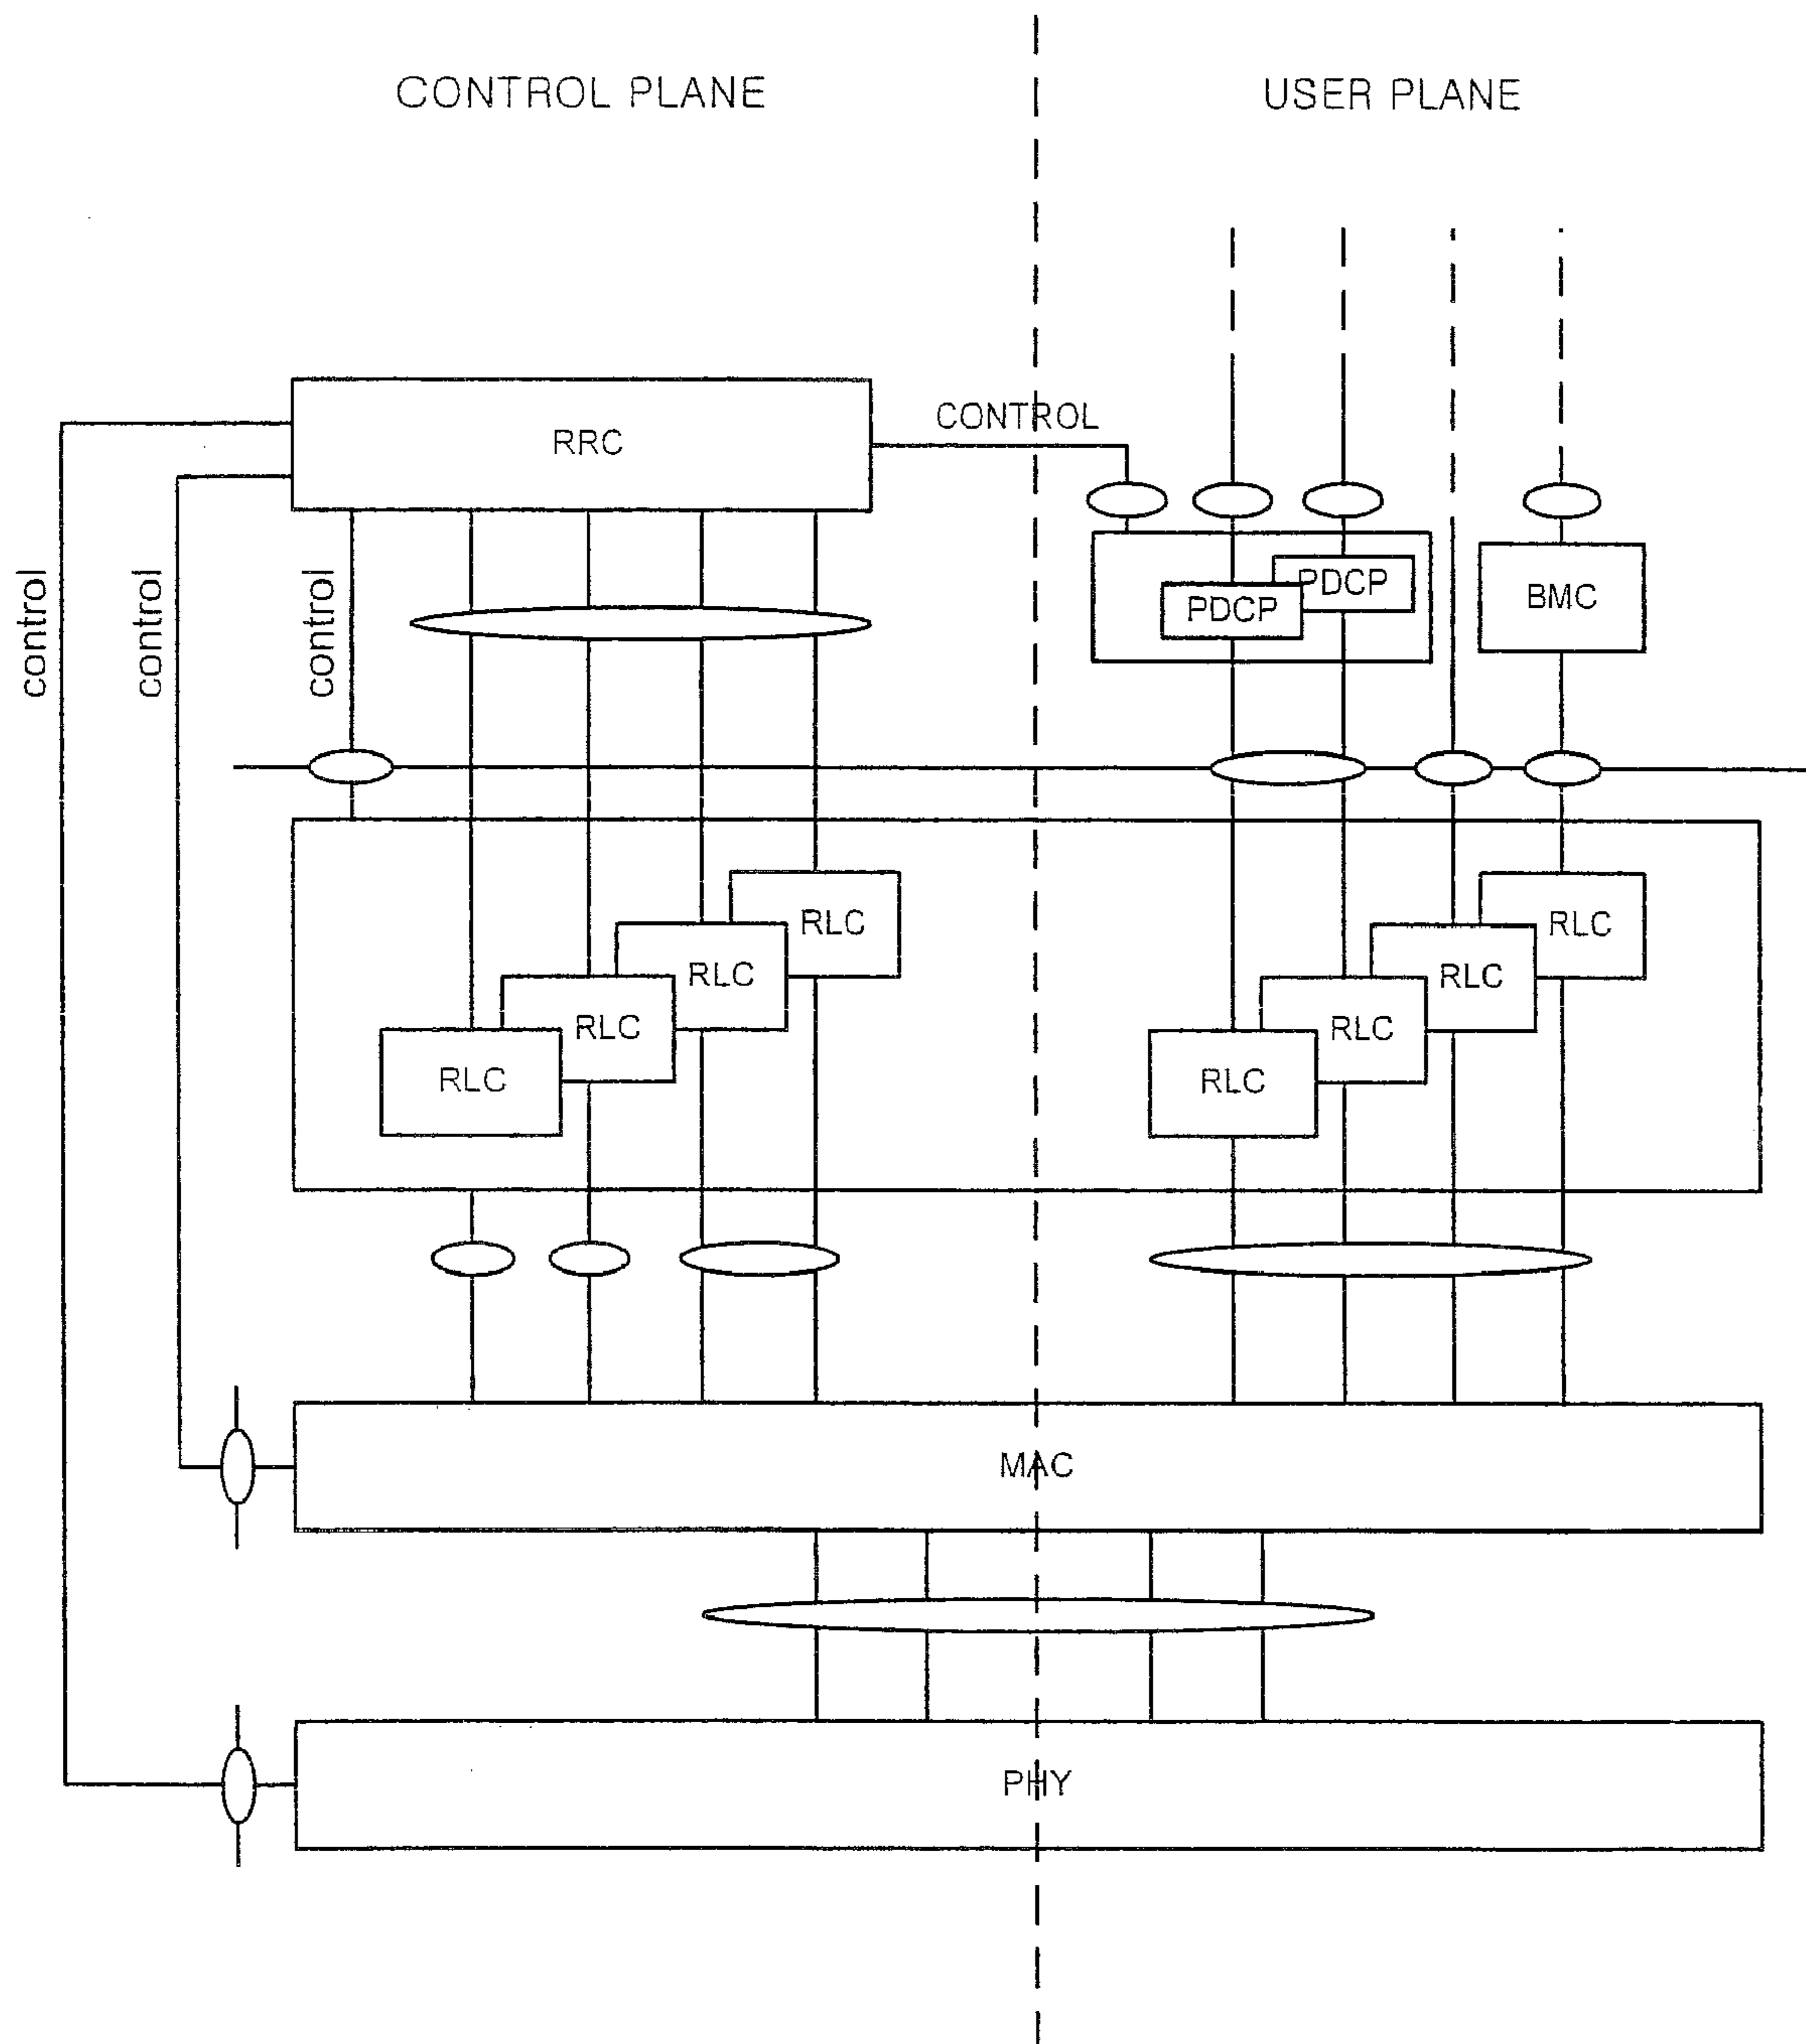 CONTROL PLANE
USER PLANE
CONTROL
RRC
control
control
control
PDCP
PDCP
BMC
RLC
RLC
RLC
RLC
RLC
RLC
RLC
RLC
MAC
PHY